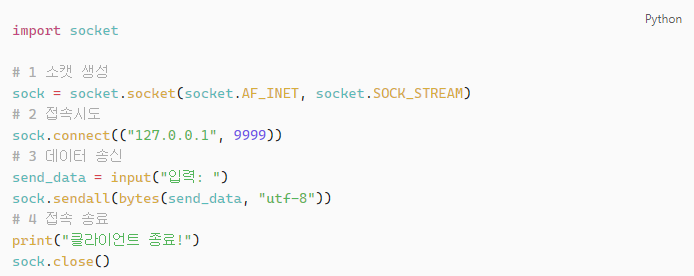 Python
import socket
# 1 소캣 생성
sock = socket.socket(socket.AF_INET, socket.SOCK_STREAM)
# 2 접속시도
sock.connect(("127.0.0.1", 9999))
# 3 데이터 송신
send_data = input("입력: ")
sock.sendall(bytes(send_data, "utf-8"))
# 4 접속 송료
print("클라이언트 종료!")
sock.close()